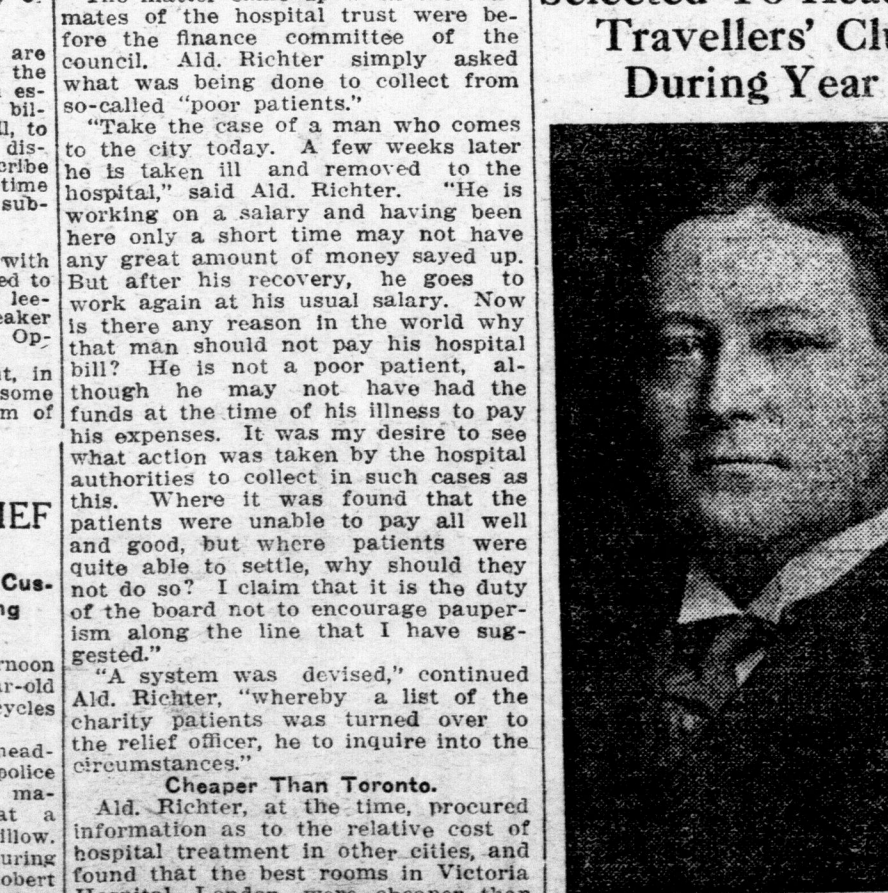 are
the
es-
bil-
ll, to
dis-
cribe
time
sub-
with
ed to
lee-
eaker
Op-
nt, in
some
m of
IEF
Cus-
ng
rnoon
ar-old
cycles
head-
police
ma-
at a
illow.
uring
obert
mates of the hospital trust were be-
fore the finance committee of the
council. Ald. Richter simply asked
what was being done to collect from
so-called "poor patients."
"Take the case of a man who comes
to the city today. A few weeks later
he is taken ill and removed to the
hospital," said Ald. Richter. "He is
working on a salary and having been
here only a short time may not have
any great amount of money sayed up.
But after his recovery, he goes to
work again at his usual salary. Now
is there any reason in the world why
that man should not pay his hospital
bill? He is not a poor patient, al-
though he may not have had the
funds at the time of his illness to pay
his expenses. It was my desire to see
what action was taken by the hospital
authorities to collect in such cases as
this. Where it was found that the
patients were unable to pay all well
and good, but where patients were
quite able to settle, why should they
not do so? I claim that it is the duty
of the board not to encourage pauper-
ism along the line that I have sug-
gested."
"A system was devised," continued
Ald. Richter, "whereby a list of the
charity patients was turned over to
the relief officer, he to inquire into the
circumstances."
Cheaper Than Toronto.
Ald. Richter, at the time, procured
information as to the relative cost of
hospital treatment in other cities, and
found that the best rooms in Victoria
Hospital, London, were cheaper than
Selected To Hea
Travellers' Clu
During Year